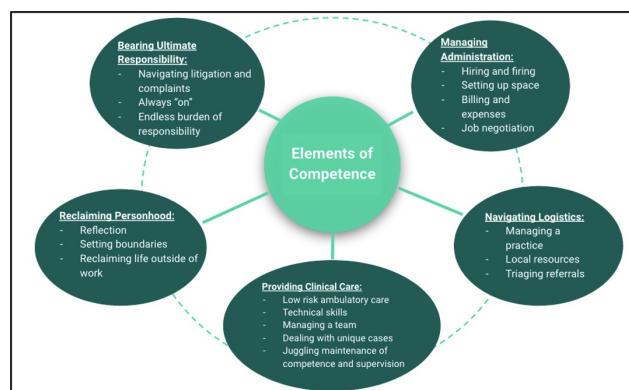 Bearing Ultimate
Responsibility:
- Navigating litigation and
complaints
- Always "on"
- Endless burden of
responsibility
Managing
Administration:
- Hiring and firing
- Setting up space
- Billing and
expenses
- Job negotiation
Elements of
Competence
Reclaiming Personhood:
- Reflection
- Setting boundaries
- Reclaiming life outside of
work
Navigating Logistics:
- Managing a
practice
- Local resources
- Triaging referrals
Providing Clinical Care:
- Low risk ambulatory care
- Technical skills
- Managing a team
- Dealing with unique cases
- Juggling maintenance of
competence and supervision